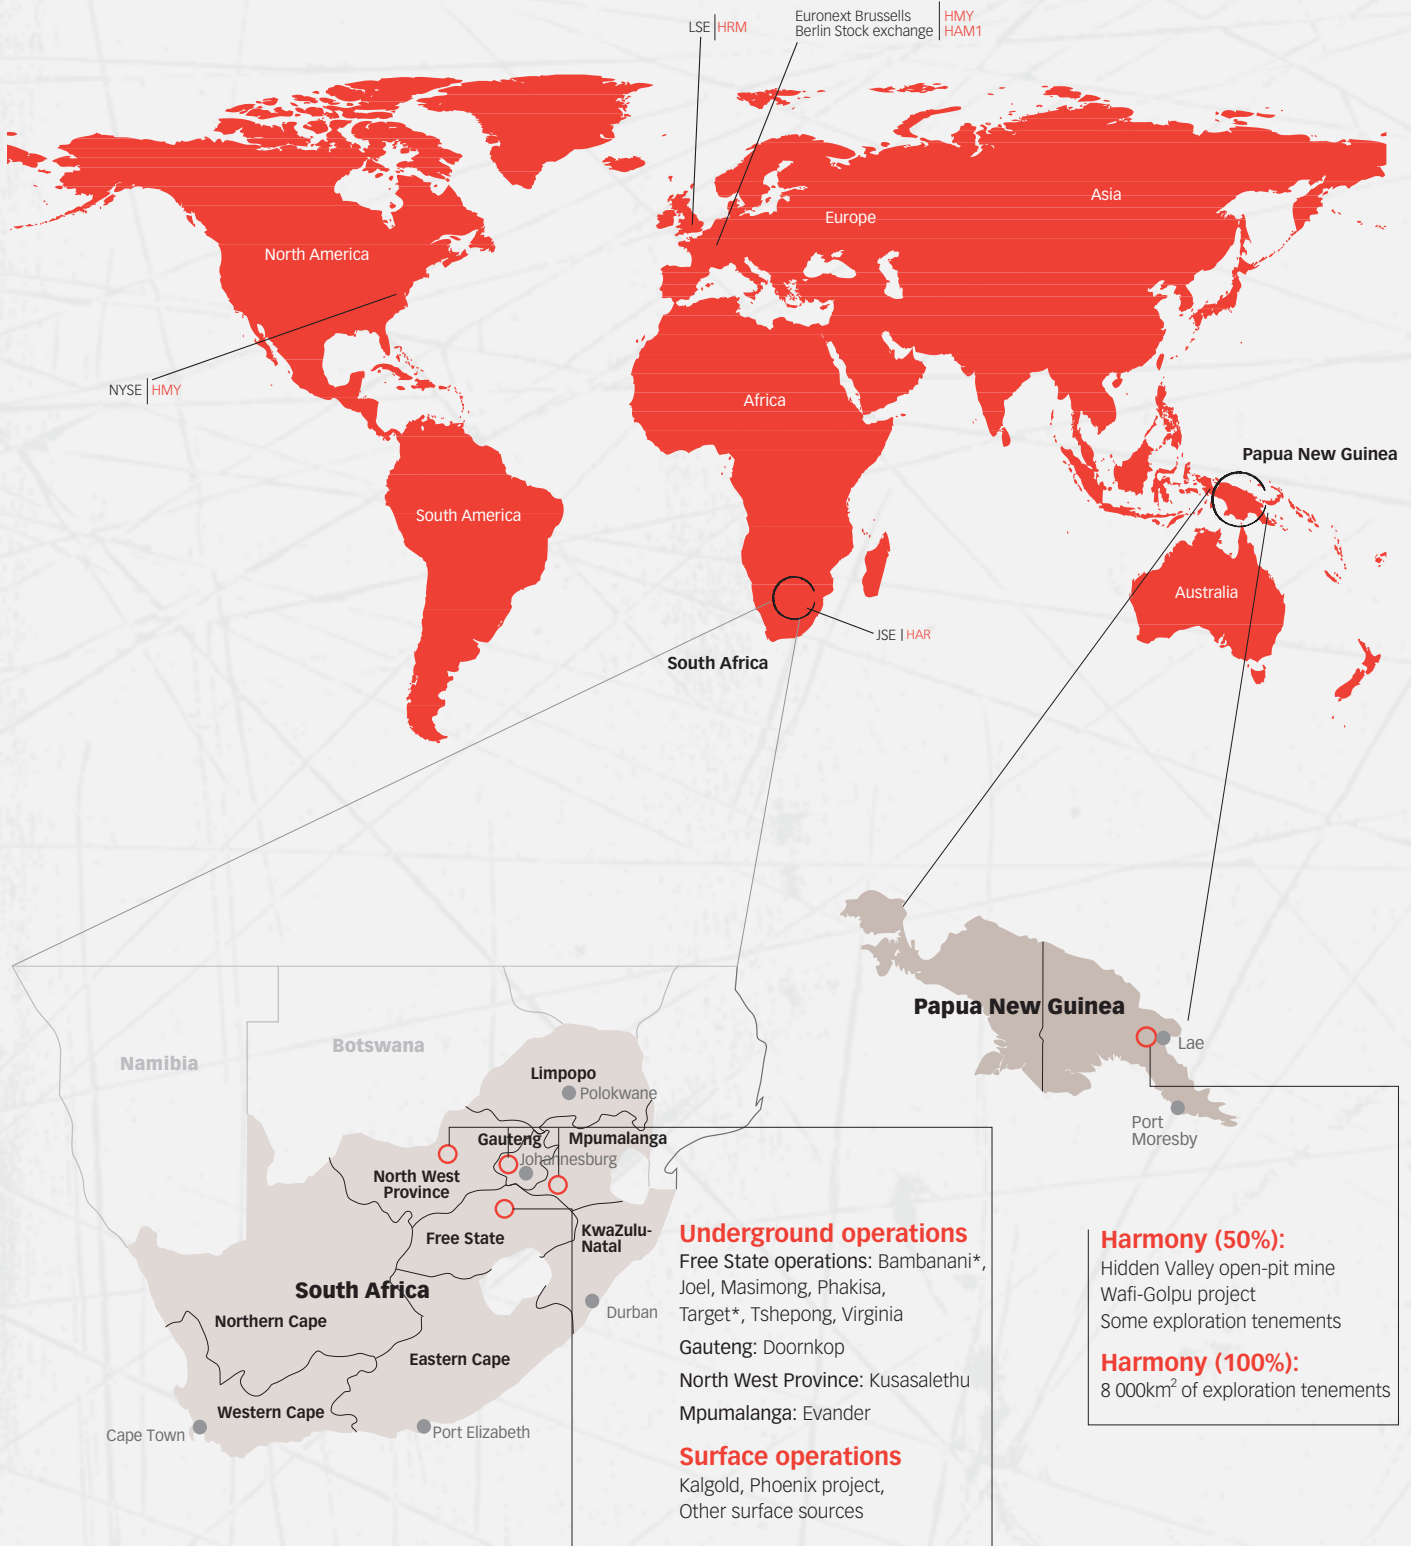 LSE | HRM
Euronext Brussells | HMY
Berlin Stock exchange | HAM1
Asia
Europe
North America
NYSE | HMY
Africa
Papua New Guinea
South America
Australia
JSE | HAR
South Africa
Papua New Guinea
Lae
Port
Moresby
Namibia
Botswana
Limpopo
Polokwane
Gauteng
Mpumalanga
Johannesburg
North West
Province
Free State
KwaZulu-
Natal
South Africa
Durban
Northern Cape
Eastern Cape
Western Cape
Cape Town
Port Elizabeth
Underground operations
Free State operations: Bambanani*,
Joel, Masimong, Phakisa,
Target*, Tshepong, Virginia
Gauteng: Doornkop
North West Province: Kusasalethu
Mpumalanga: Evander
Surface operations
Kalgold, Phoenix project,
Other surface sources
Harmony (50%):
Hidden Valley open-pit mine
Wafi-Golpu project
Some exploration tenements
Harmony (100%):
8 000km² of exploration tenements